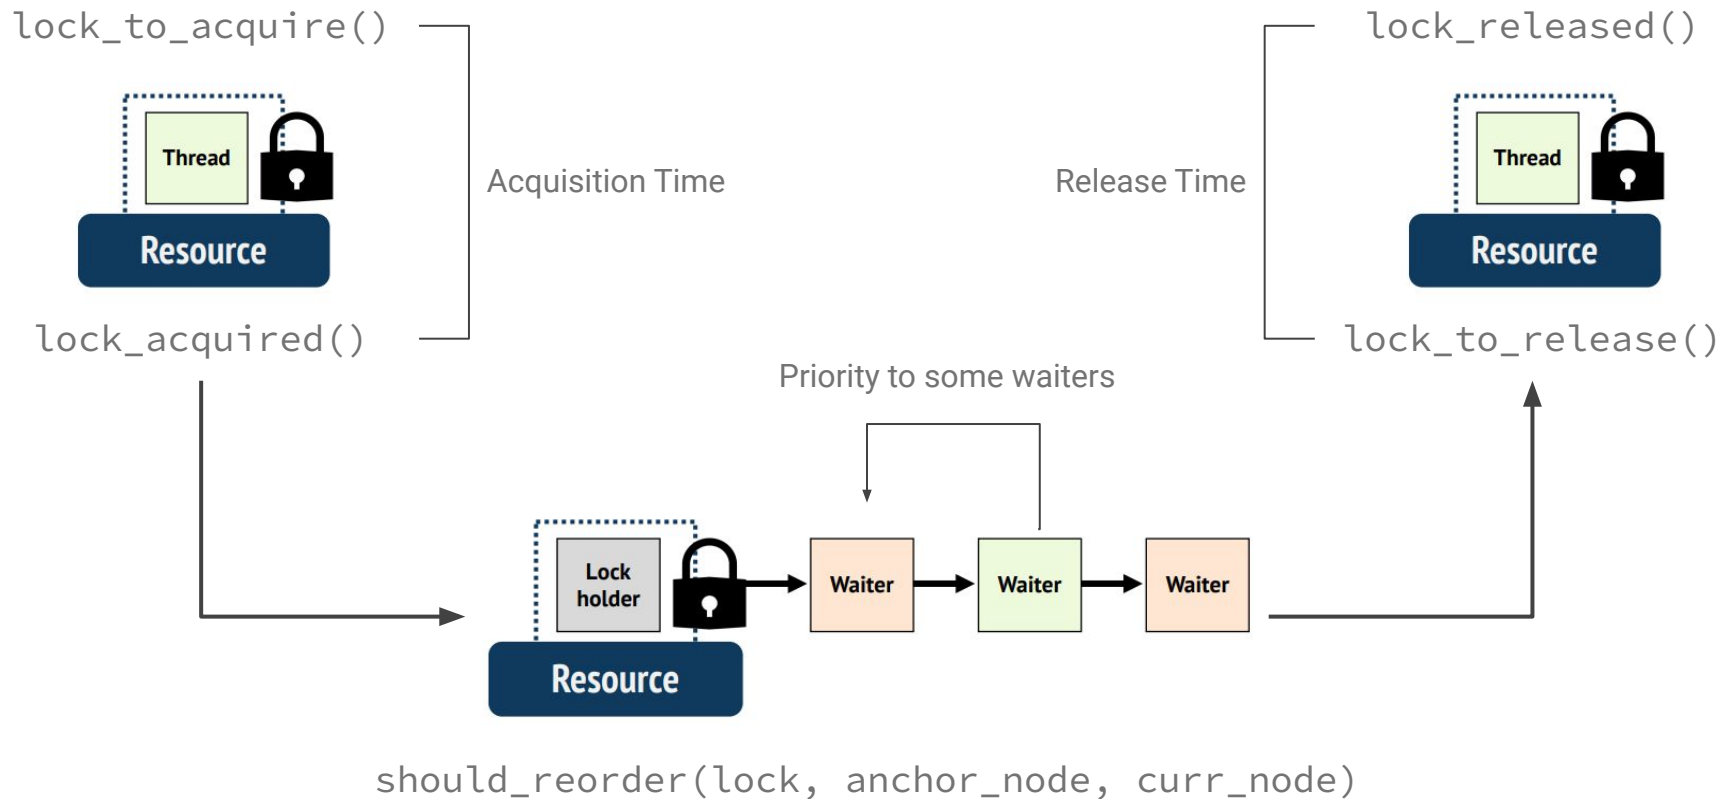 lock_to_acquire()
Thread
Resource
lock_acquired()
Acquisition Time
Release Time
lock_released()
Thread
Resource
lock_to_release()
Priority to some waiters
Lock
holder
Resource
Waiter
Waiter
Waiter
should_reorder(lock, anchor_node, curr_node)